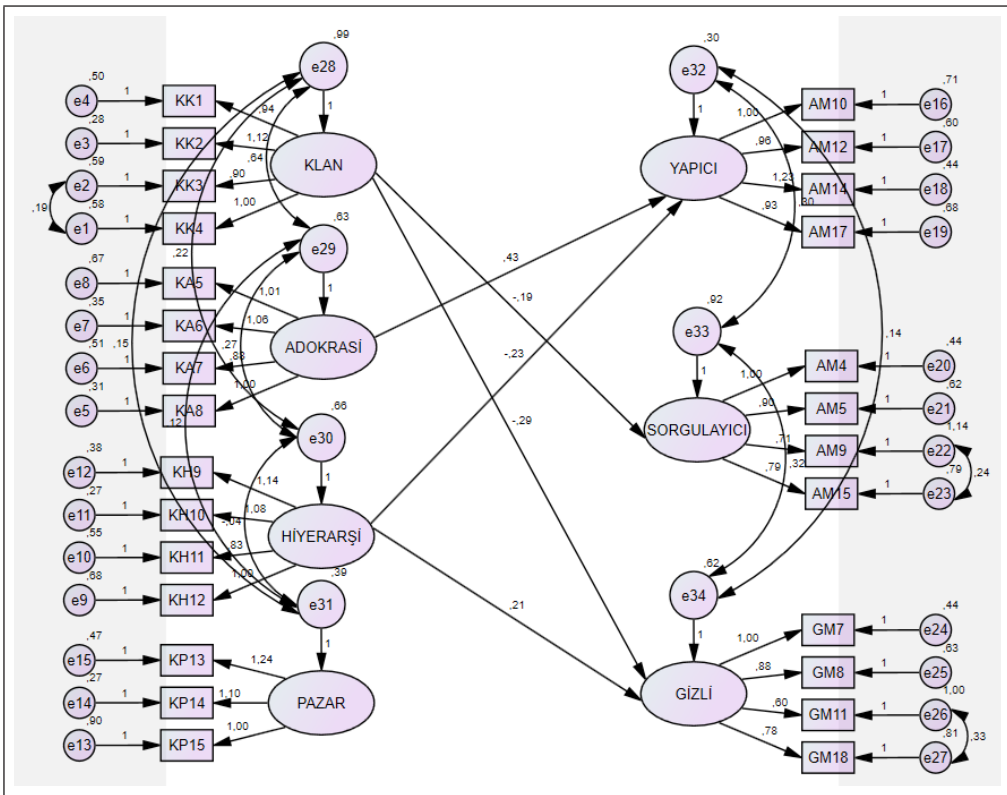 ,99
e28
1
,50
e4
1
KK1
,94
,28
e3
1
KK2
1,12
KLAN
,59
e2
1
KK3
,90
,64
,19
,58
e1
1
KK4
1,00
,22
,63
e29
1
,67
e8
1
KA5
1,01
,35
e7
1
KA6
1,06
ADOKRASİ
,51
e6
1
KA7
,88
,27
,15
,31
e5
1
KA8
1,00
,12
,66
e30
1
,38
e12
1
KH9
1,14
,27
e11
1
KH10
1,08
-,04
HİYERARŞİ
,55
e10
1
KH11
,83
,68
e9
1
KH12
1,00
,39
e31
1
,47
e15
1
KP13
1,24
,27
e14
1
KP14
1,10
PAZAR
,90
e13
1
KP15
1,00
,43
-,19
-,23
-,29
,21
,30
e32
1
YAPICI
1,00
AM10
1
,71
e16
,96
AM12
1
,60
e17
1,23
AM14
1
,44
e18
,30
,93
AM17
1
,68
e19
,92
e33
1
,14
SORGULAYICI
1,00
AM4
1
,44
e20
,90
AM5
1
,62
e21
,71
AM9
1
1,14
e22
,32
,79
AM15
1
,79
e23
,24
,62
e34
1
GİZLİ
1,00
GM7
1
,44
e24
,88
GM8
1
,63
e25
,60
GM11
1
1,00
e26
,78
GM18
1
,81
e27
,33